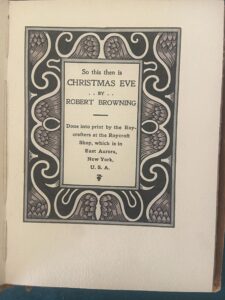 So this then is
CHRISTMAS EVE
. . BY . .
ROBERT BROWNING
Done into print by the Roy-
crofters at the Roycroft
Shop, which is in
East Aurora,
New York,
U. S. A.